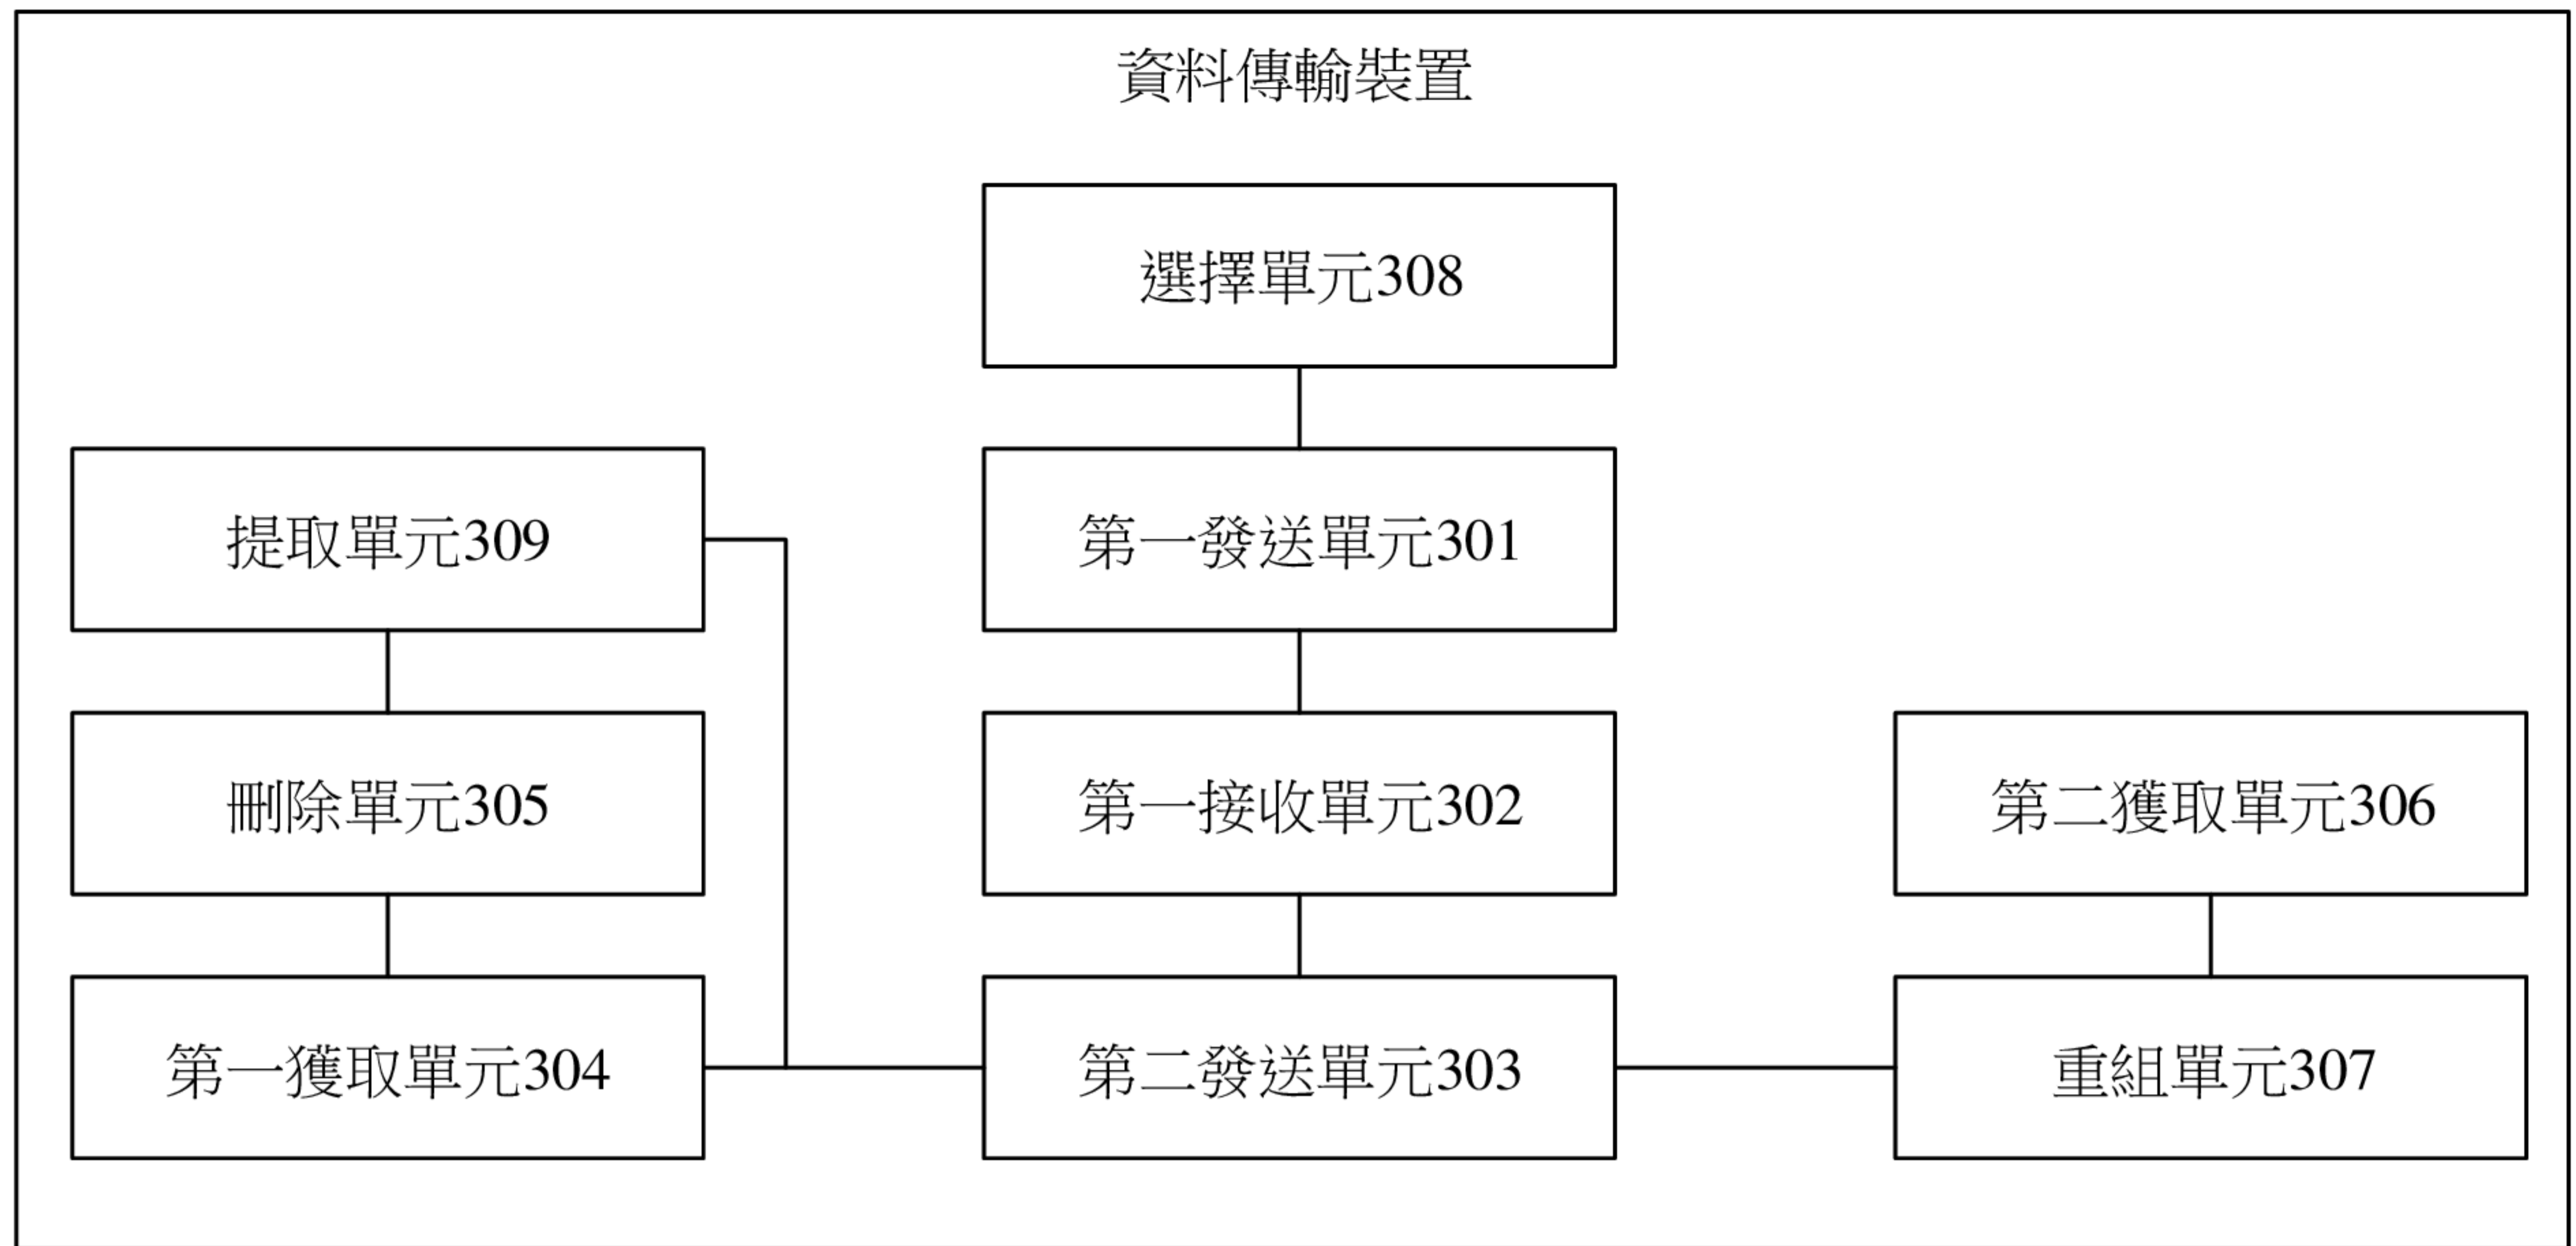 資料傳輸裝置
選擇單元308
提取單元309
第一發送單元301
刪除單元305
第一接收單元302
第二獲取單元306
第一獲取單元304
第二發送單元303
重組單元307